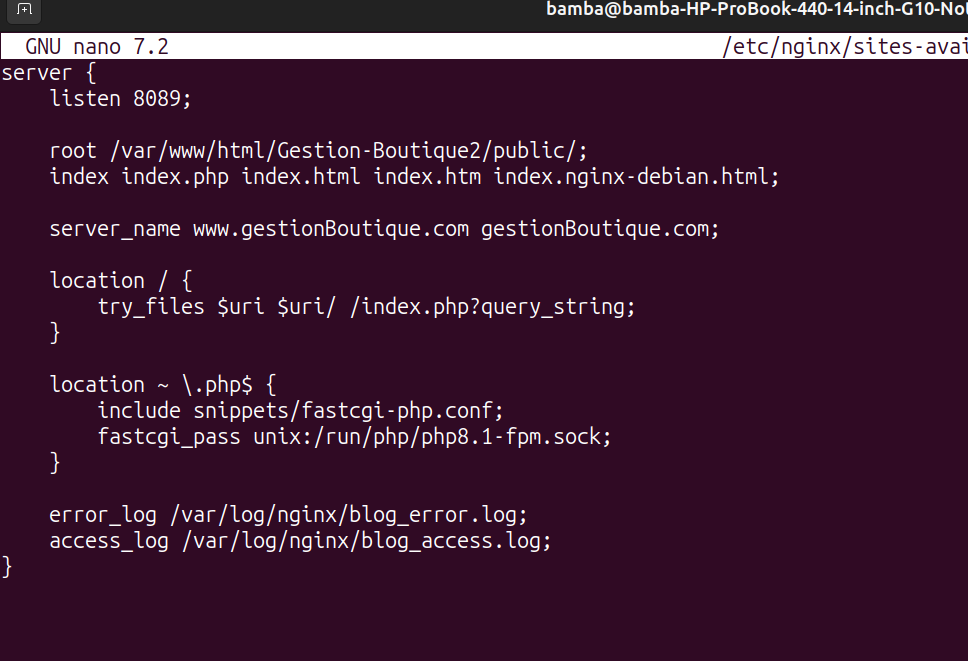 bamba@bamba-HP-ProBook-440-14-inch-G10-Not
GNU nano 7.2 /etc/nginx/sites-avai
server {
    listen 8089;

    root /var/www/html/Gestion-Boutique2/public/;
    index index.php index.html index.htm index.nginx-debian.html;

    server_name www.gestionBoutique.com gestionBoutique.com;

    location / {
        try_files $uri $uri/ /index.php?query_string;
    }

    location ~ \.php$ {
        include snippets/fastcgi-php.conf;
        fastcgi_pass unix:/run/php/php8.1-fpm.sock;
    }

    error_log /var/log/nginx/blog_error.log;
    access_log /var/log/nginx/blog_access.log;
}